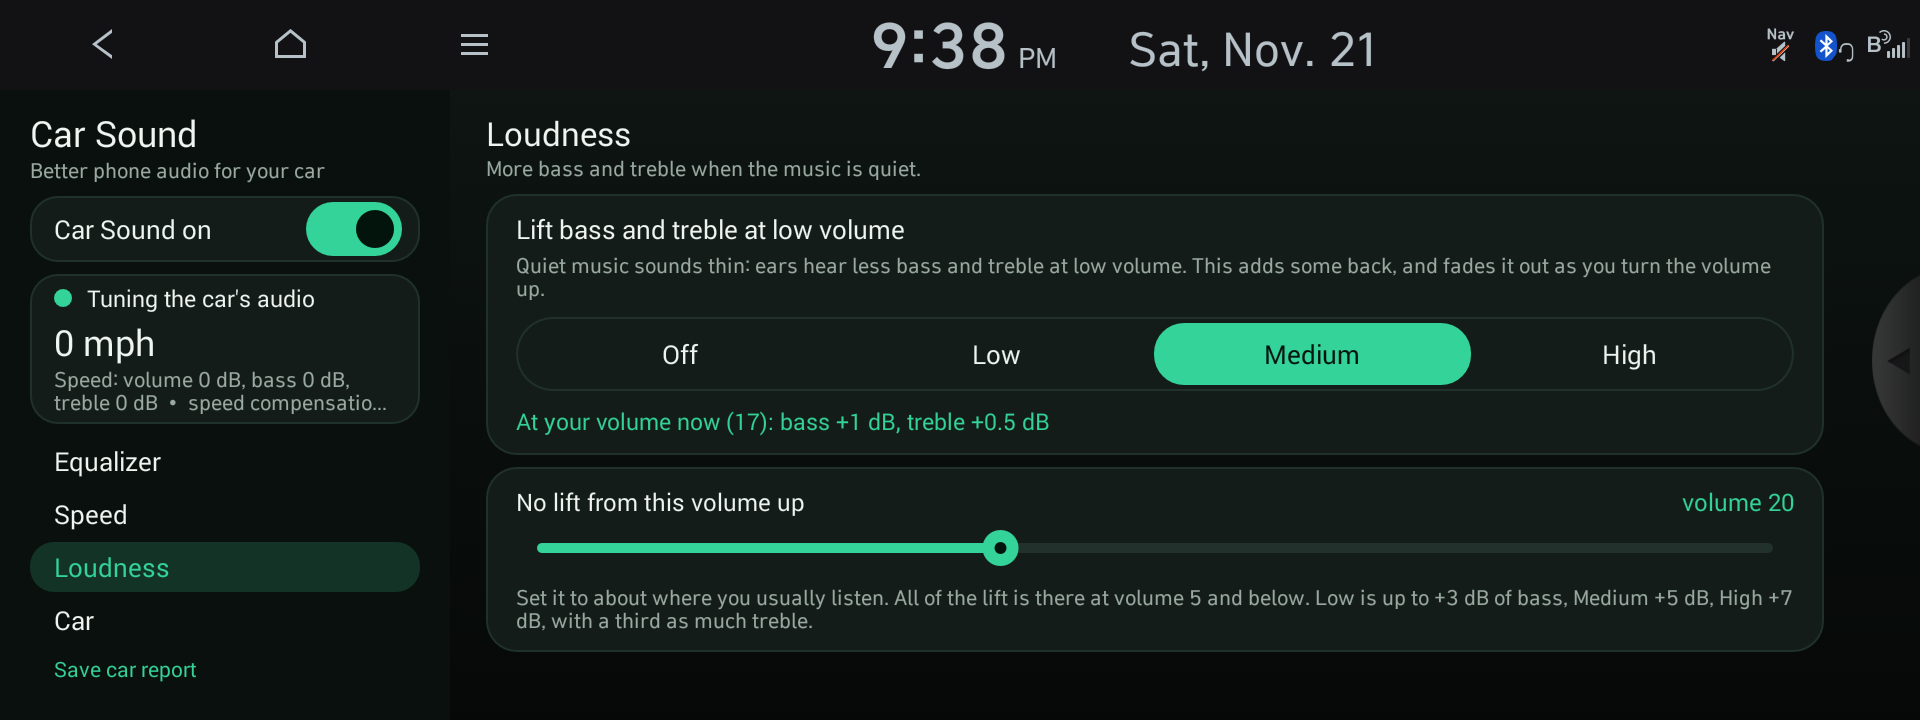 9:38 PM
Sat, Nov. 21
Nav
B
Car Sound
Better phone audio for your car
Car Sound on
Tuning the car's audio
0 mph
Speed: volume 0 dB, bass 0 dB,
treble 0 dB • speed compensatio...
Equalizer
Speed
Loudness
Car
Save car report
Loudness
More bass and treble when the music is quiet.
Lift bass and treble at low volume
Quiet music sounds thin: ears hear less bass and treble at low volume. This adds some back, and fades it out as you turn the volume
up.
Off
Low
Medium
High
At your volume now (17): bass +1 dB, treble +0.5 dB
No lift from this volume up
volume 20
Set it to about where you usually listen. All of the lift is there at volume 5 and below. Low is up to +3 dB of bass, Medium +5 dB, High +7
dB, with a third as much treble.